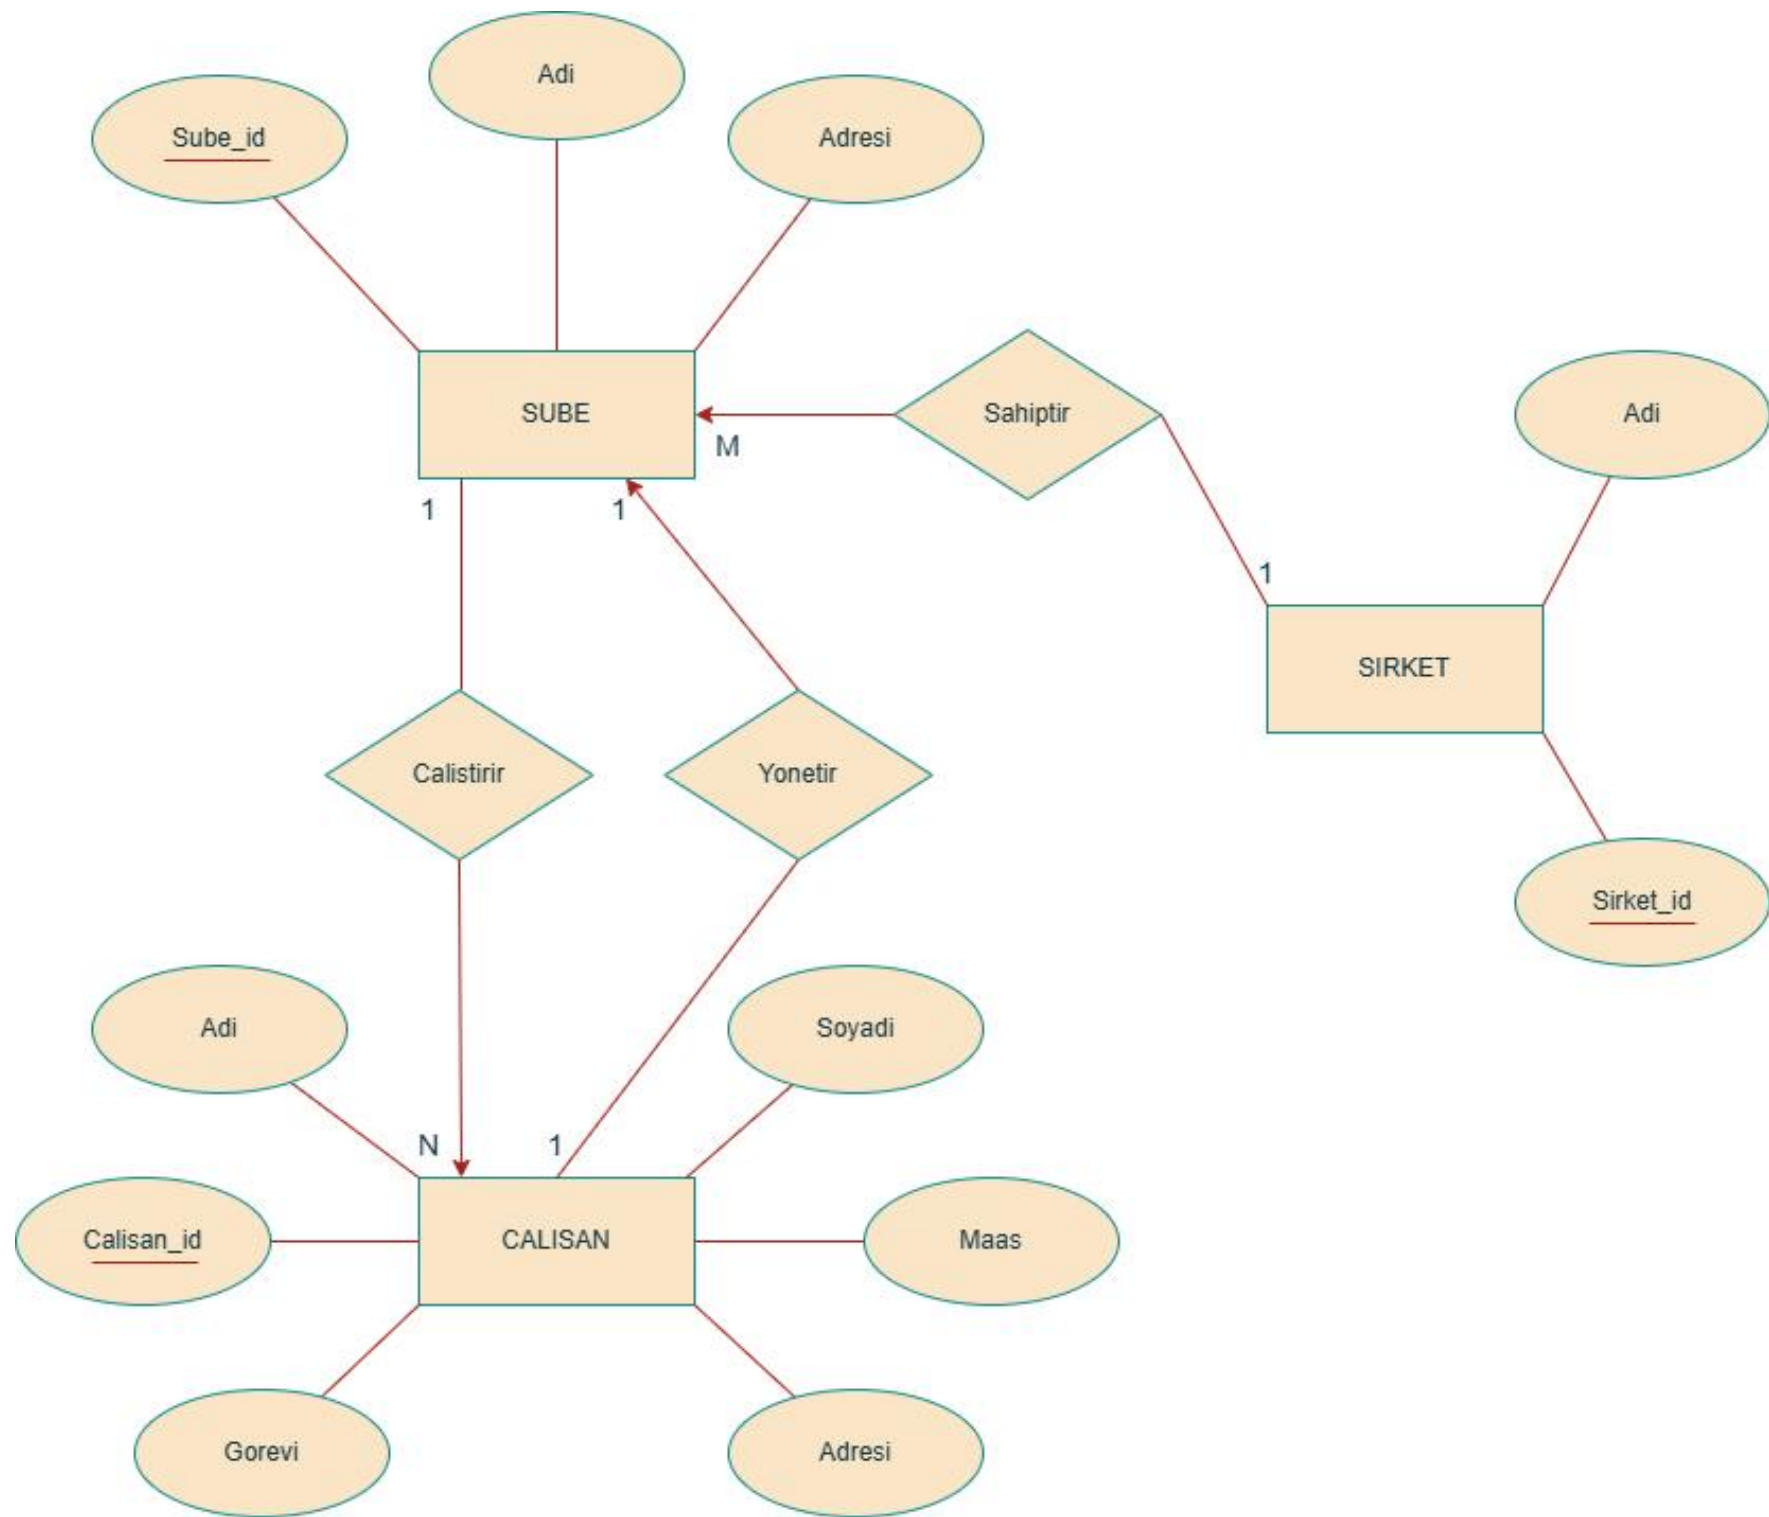 Adi
Sube_id
Adresi
SUBE
Sahiptir
Adi
M
1
1
1
SIRKET
Calistirir
Yonetir
Sirket_id
Adi
Soyadi
N
1
Calisan_id
CALISAN
Maas
Gorevi
Adresi